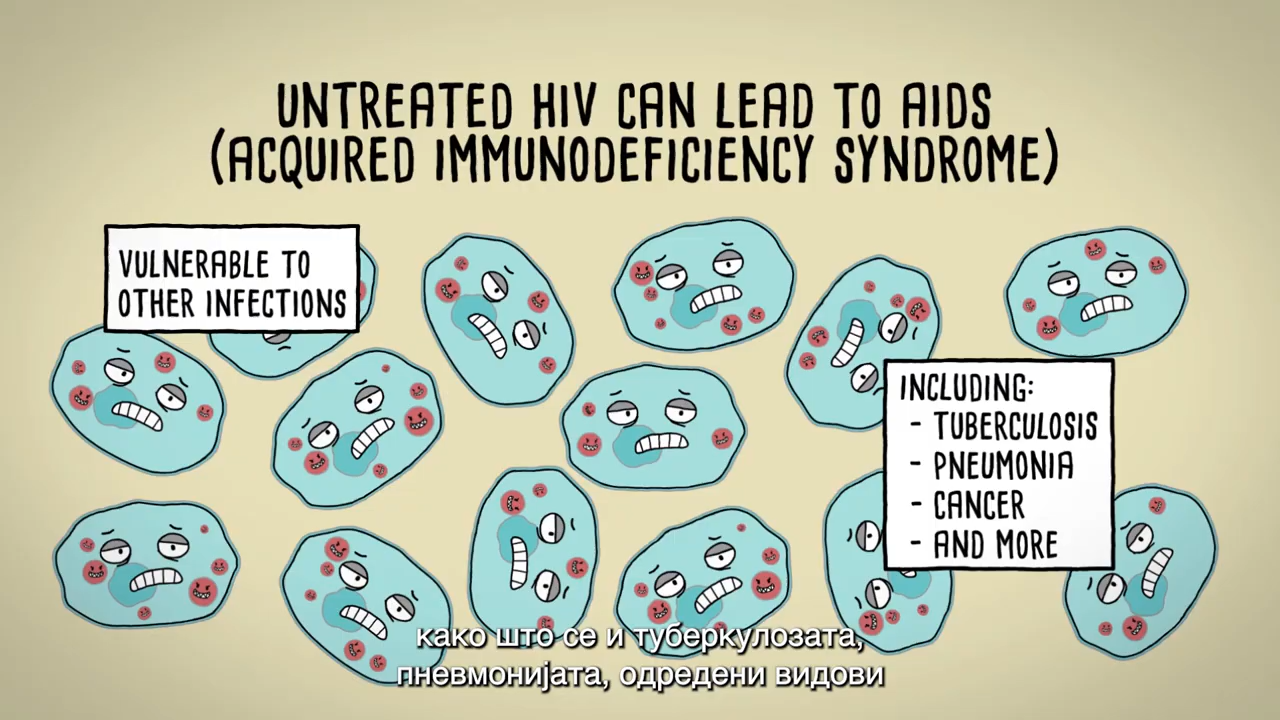 UNTREATED HIV CAN LEAD TO AIDS
(ACQUIRED IMMUNODEFICIENCY SYNDROME)
VULNERABLE TO
OTHER INFECTIONS
INCLUDING:
- TUBERCULOSIS
- PNEUMONIA
- CANCER
- AND MORE
како што се и туберкулозата,
пневмонијата, одредени видови